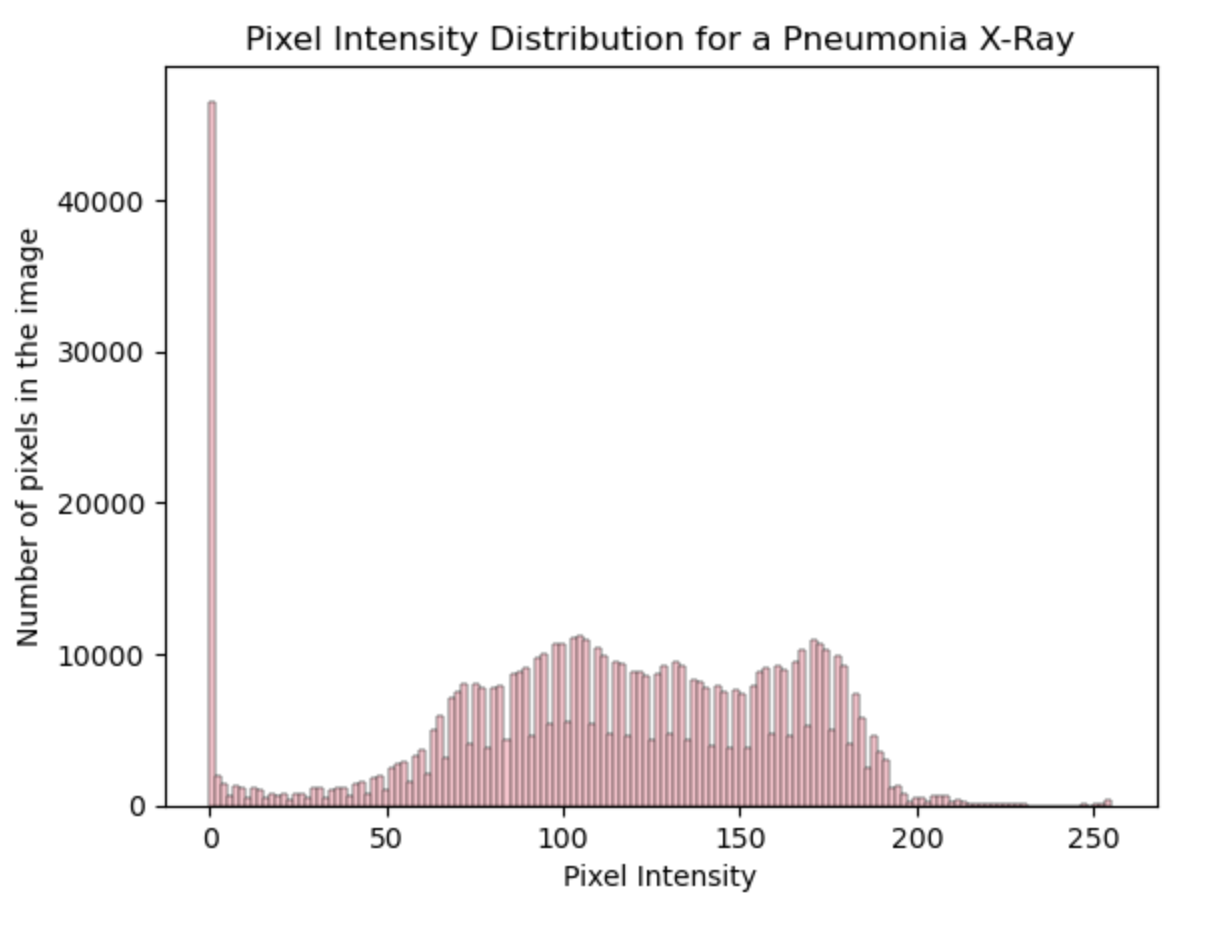 Pixel Intensity Distribution for a Pneumonia X-Ray
Number of pixels in the image
40000
30000
20000
10000
0
0 50 100 150 200 250
Pixel Intensity